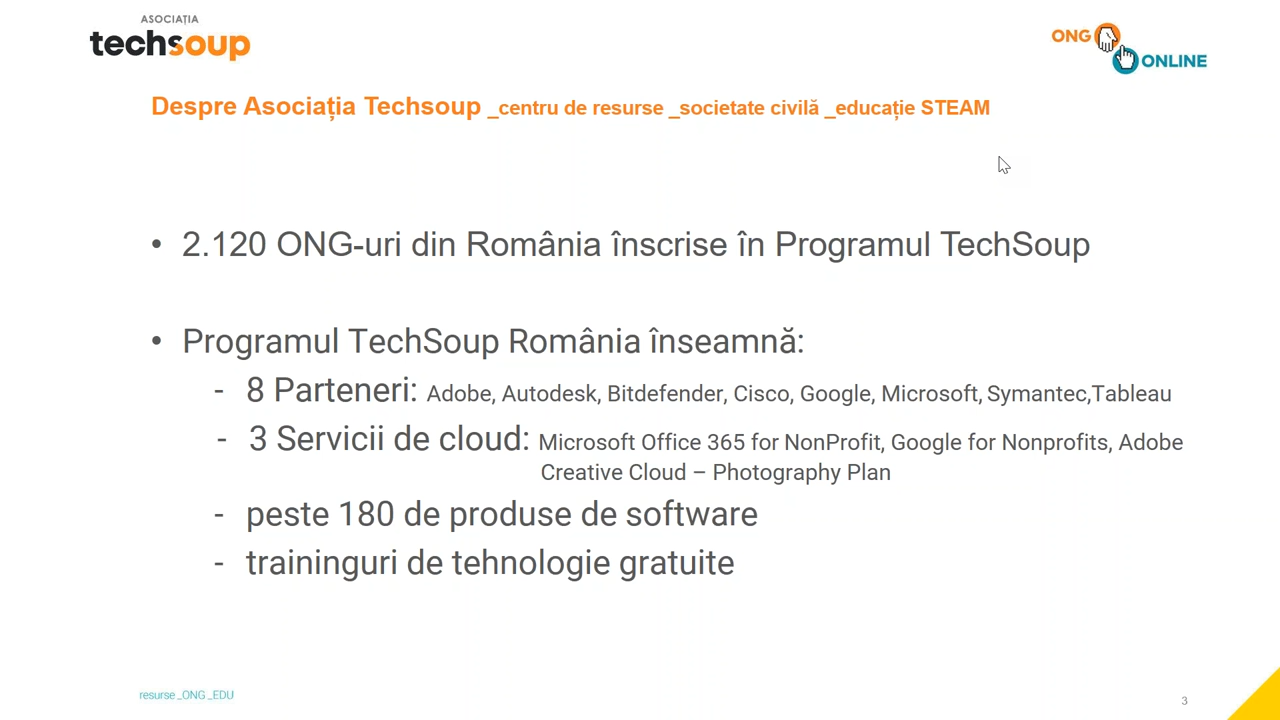 ASOCIAȚIA
techsoup
ONG
ONLINE
Despre Asociația Techsoup _centru de resurse _societate civilă _educație STEAM
• 2.120 ONG-uri din România înscrise în Programul TechSoup
• Programul TechSoup România înseamnă:
- 8 Parteneri: Adobe, Autodesk, Bitdefender, Cisco, Google, Microsoft, Symantec,Tableau
- 3 Servicii de cloud: Microsoft Office 365 for NonProfit, Google for Nonprofits, Adobe
Creative Cloud – Photography Plan
- peste 180 de produse de software
- traininguri de tehnologie gratuite
resurse _ONG _EDU
3